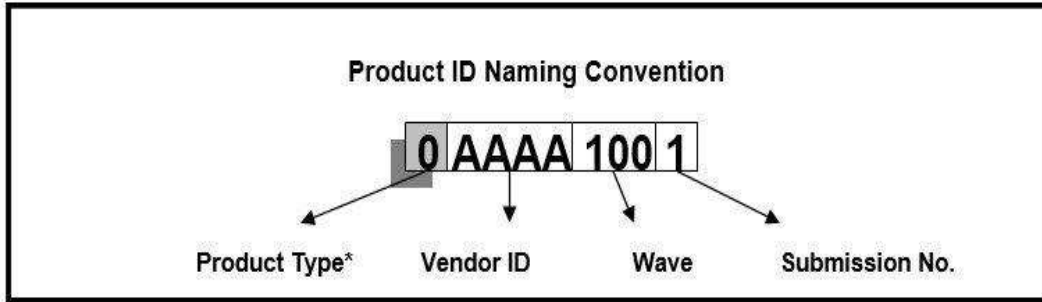 Product ID Naming Convention
0 AAAA 100 1
Product Type* Vendor ID Wave Submission No.